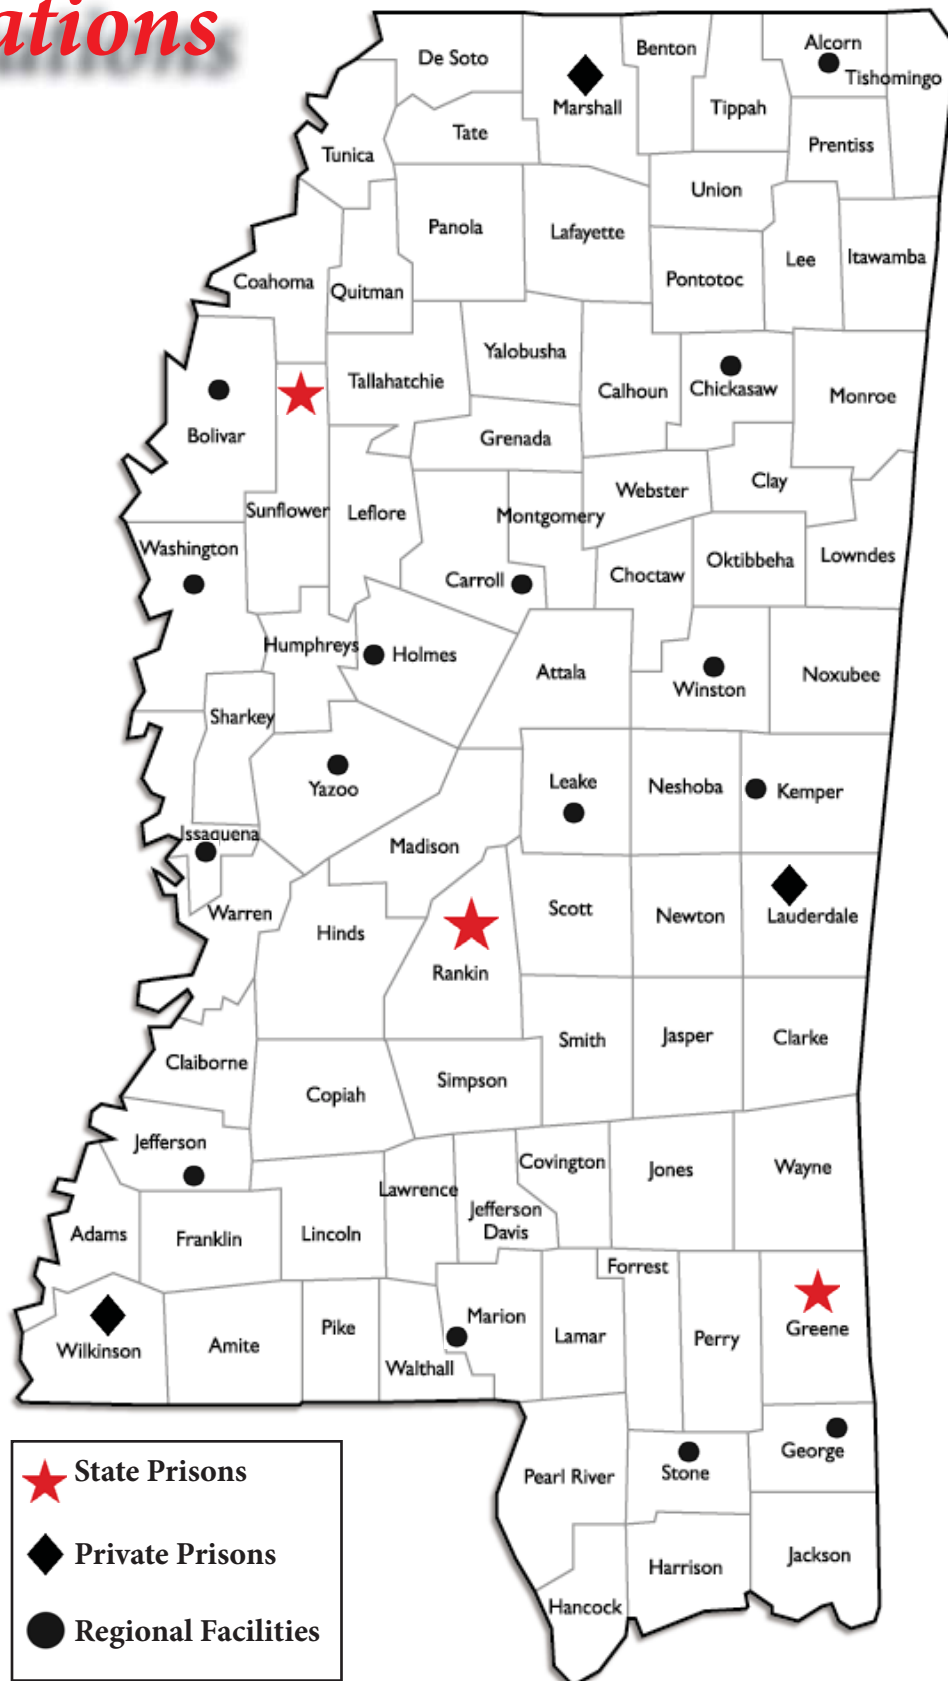 ations
De Soto
Benton
Alcorn
Tishomingo
Marshall
Tippah
Tate
Prentiss
Tunica
Union
Panola
Lafayette
Lee
Itawamba
Coahoma
Quitman
Pontotoc
Yalobusha
Tallahatchie
Calhoun
Chickasaw
Monroe
Bolivar
Grenada
Webster
Clay
Sunflower
Leflore
Montgomery
Washington
Carroll
Choctaw
Oktibbeha
Lowndes
Humphreys
Holmes
Attala
Winston
Noxubee
Sharkey
Yazoo
Leake
Neshoba
Kemper
Issaquena
Madison
Warren
Hinds
Scott
Newton
Lauderdale
Rankin
Smith
Jasper
Clarke
Claiborne
Copiah
Simpson
Jefferson
Covington
Jones
Wayne
Lawrence
Jefferson
Davis
Adams
Franklin
Lincoln
Forrest
Wilkinson
Amite
Pike
Marion
Walthall
Lamar
Perry
Greene
State Prisons
Pearl River
Stone
George
Private Prisons
Harrison
Jackson
Hancock
Regional Facilities